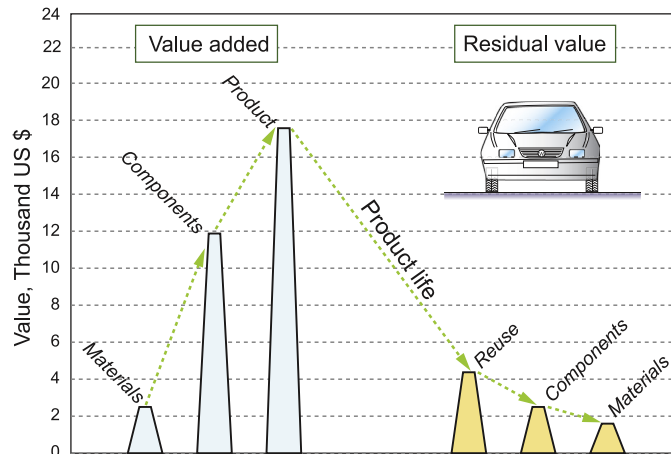 Value, Thousand US $
24
22
20
18
16
14
12
10
8
6
4
2
0
Value added
Residual value
Materials
Components
Product
Product life
Reuse
Components
Materials